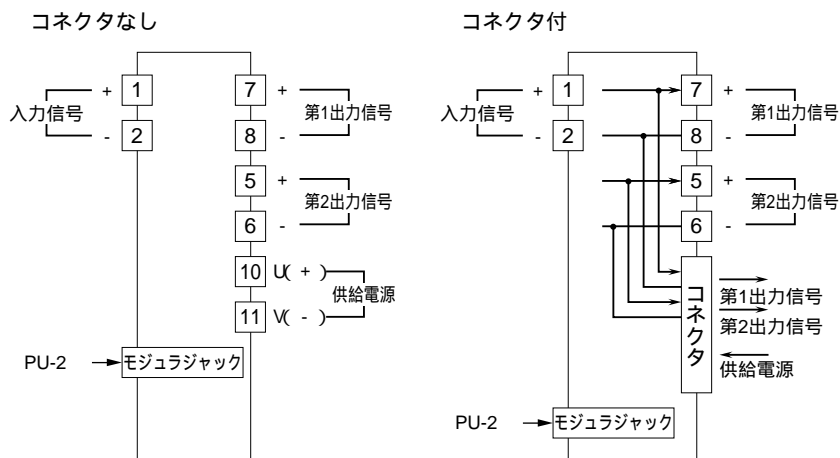 コネクタなし
入力信号
+ 1
- 2
7 +
8 -
第1出力信号
5 +
6 -
第2出力信号
10 U( + )
11 V( - )
供給電源
PU-2
モジュラジャック
コネクタ付
入力信号
+ 1
- 2
7 +
8 -
第1出力信号
5 +
6 -
第2出力信号
コネクタ
第1出力信号
第2出力信号
供給電源
PU-2
モジュラジャック